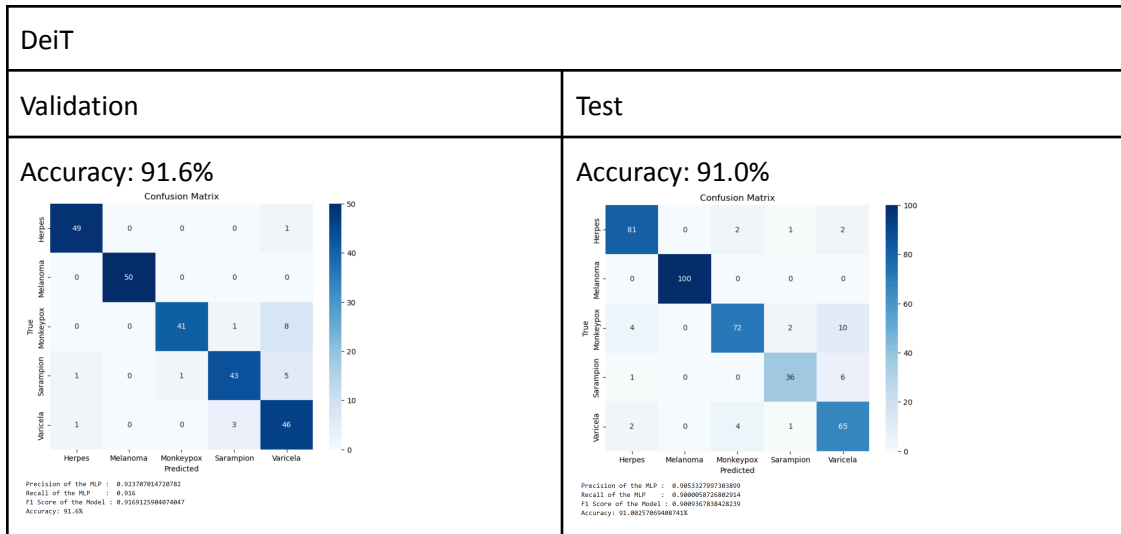 DeiT
Validation
Test
Accuracy: 91.6%
Confusion Matrix
True
Herpes 49 0 0 0 1
Melanoma 0 50 0 0 0
Monkeypox 0 0 41 1 8
Sarampion 1 0 1 43 5
Varicela 1 0 0 3 46
Herpes Melanoma Monkeypox Sarampion Varicela
Predicted
50
40
30
20
10
0
Precision of the MLP : 0.923707014720782
Recall of the MLP : 0.916
F1 Score of the Model : 0.9169125904074047
Accuracy: 91.6%
Accuracy: 91.0%
Confusion Matrix
True
Herpes 81 0 2 1 2
Melanoma 0 100 0 0 0
Monkeypox 4 0 72 2 10
Sarampion 1 0 0 36 6
Varicela 2 0 4 1 65
Herpes Melanoma Monkeypox Sarampion Varicela
Predicted
100
80
60
40
20
0
Precision of the MLP : 0.9053327997303899
Recall of the MLP : 0.9000058726802914
F1 Score of the Model : 0.9009367838428239
Accuracy: 91.00257069408741%